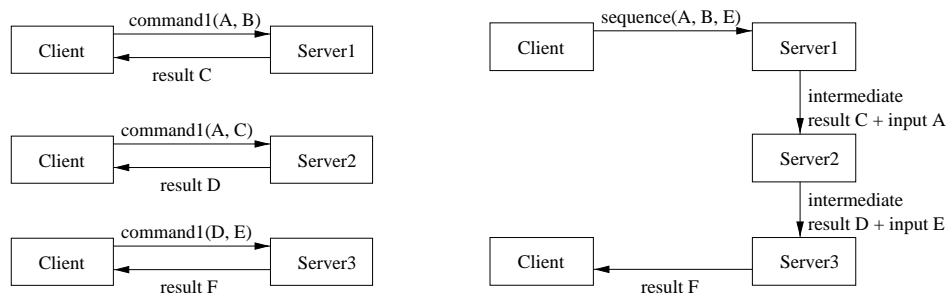 command1(A, B)
Client
Server1
result C
command1(A, C)
Client
Server2
result D
command1(D, E)
Client
Server3
result F
sequence(A, B, E)
Client
Server1
intermediate
result C + input A
Server2
intermediate
result D + input E
Client
Server3
result F